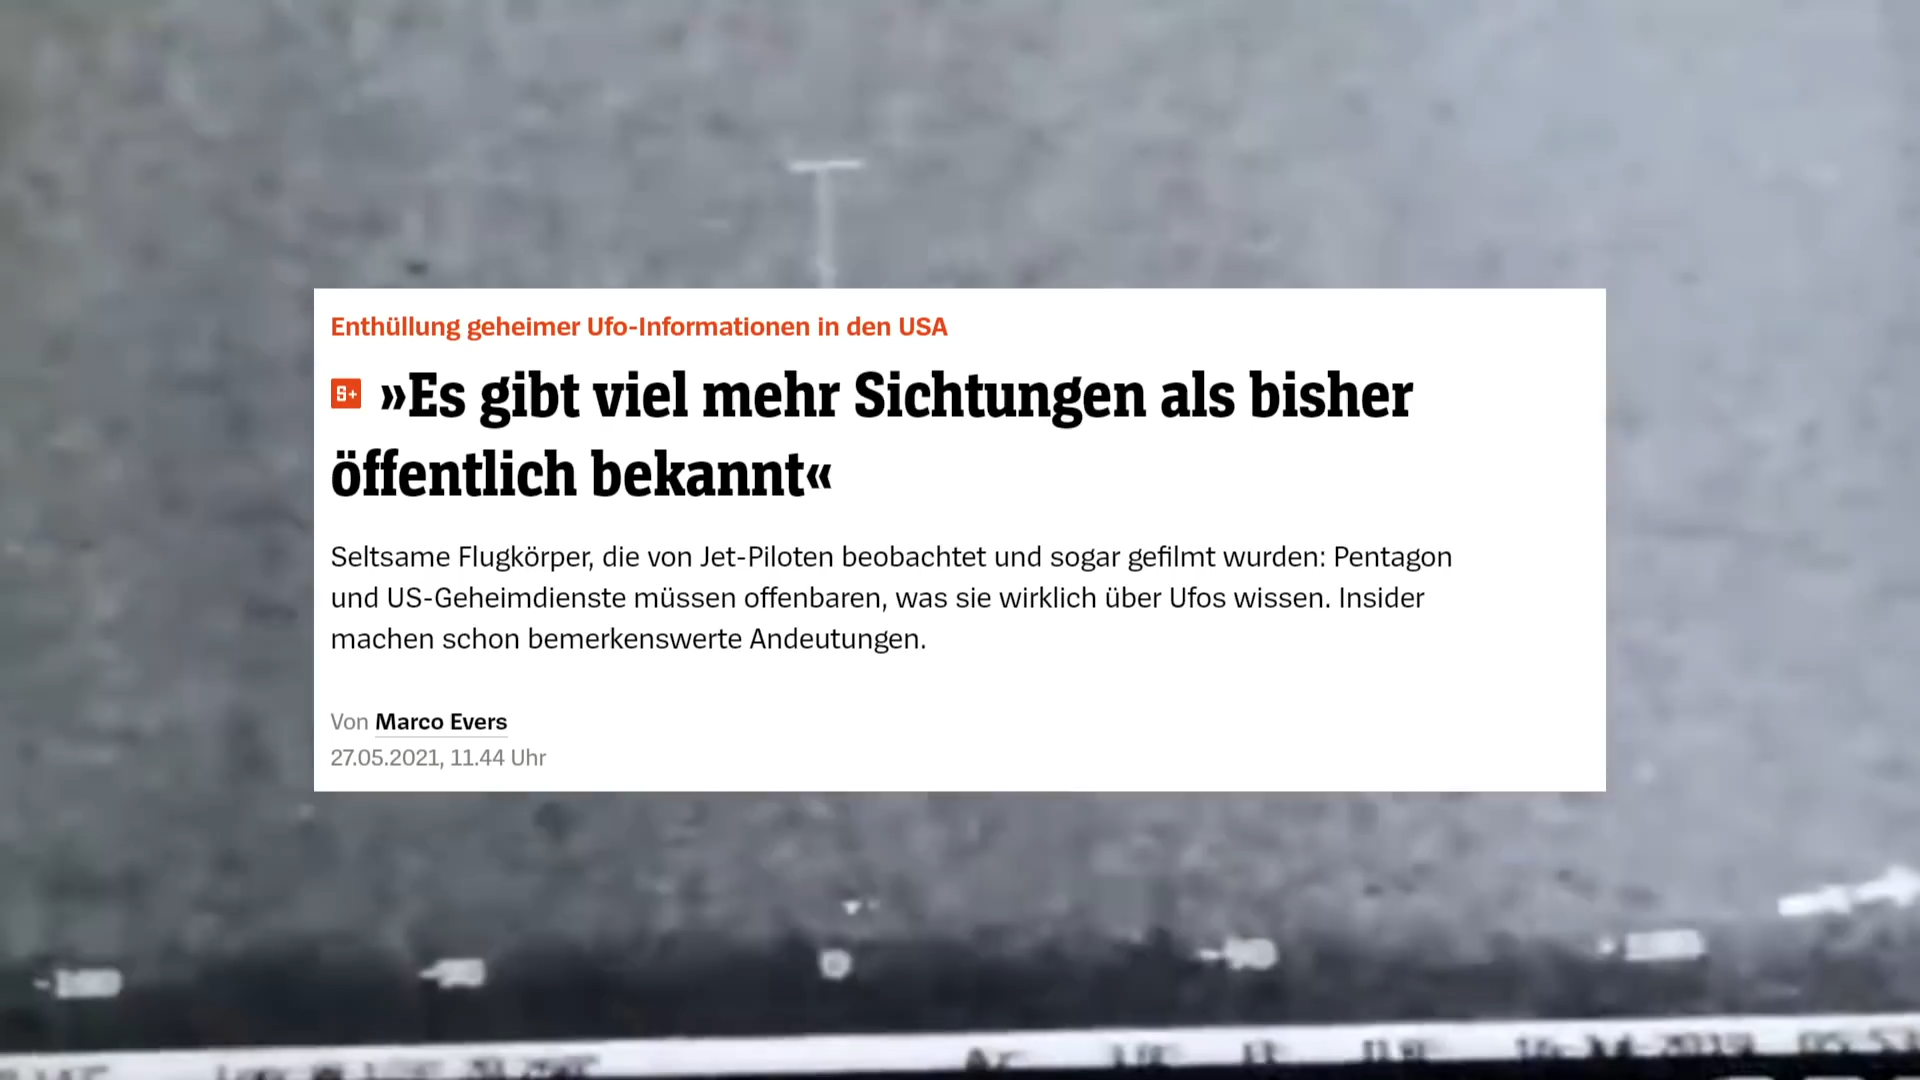 Enthüllung geheimer Ufo-Informationen in den USA
S+ »Es gibt viel mehr Sichtungen als bisher
öffentlich bekannt«
Seltsame Flugkörper, die von Jet-Piloten beobachtet und sogar gefilmt wurden: Pentagon
und US-Geheimdienste müssen offenbaren, was sie wirklich über Ufos wissen. Insider
machen schon bemerkenswerte Andeutungen.
Von Marco Evers
27.05.2021, 11.44 Uhr